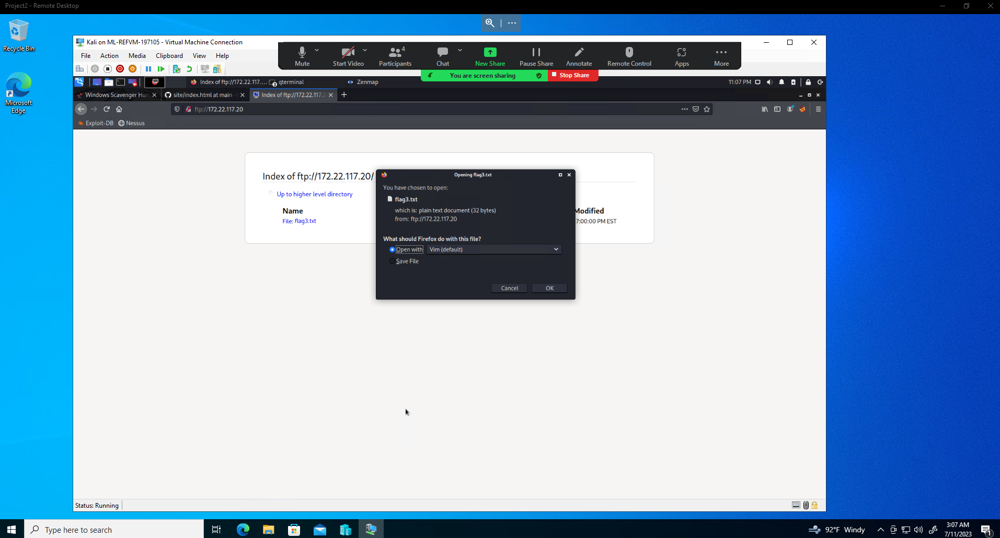 Project2 - Remote Desktop
Recycle Bin
Microsoft Edge
Kali on ML-REFVM-197105 - Virtual Machine Connection
File Action Media Clipboard View Help
Mute Start Video 4 Participants Chat New Share Pause Share Annotate Remote Control Apps More
You are screen sharing Stop Share
Index of ftp://172.22.117.... 3 qterminal Zenmap 11:07 PM
Windows Scavenger Hun site/index.html at main - Index of ftp://172.22.117.2
ftp://172.22.117.20
Exploit-DB Nessus
Index of ftp://172.22.117.20/
Up to higher level directory
Name Modified
File: flag3.txt 7:00:00 PM EST
Opening flag3.txt
You have chosen to open:
flag3.txt
which is: plain text document (32 bytes)
from: ftp://172.22.117.20
What should Firefox do with this file?
Open with Vim (default)
Save File
Cancel OK
Status: Running
Type here to search
92°F Windy
3:07 AM
7/11/2023
1